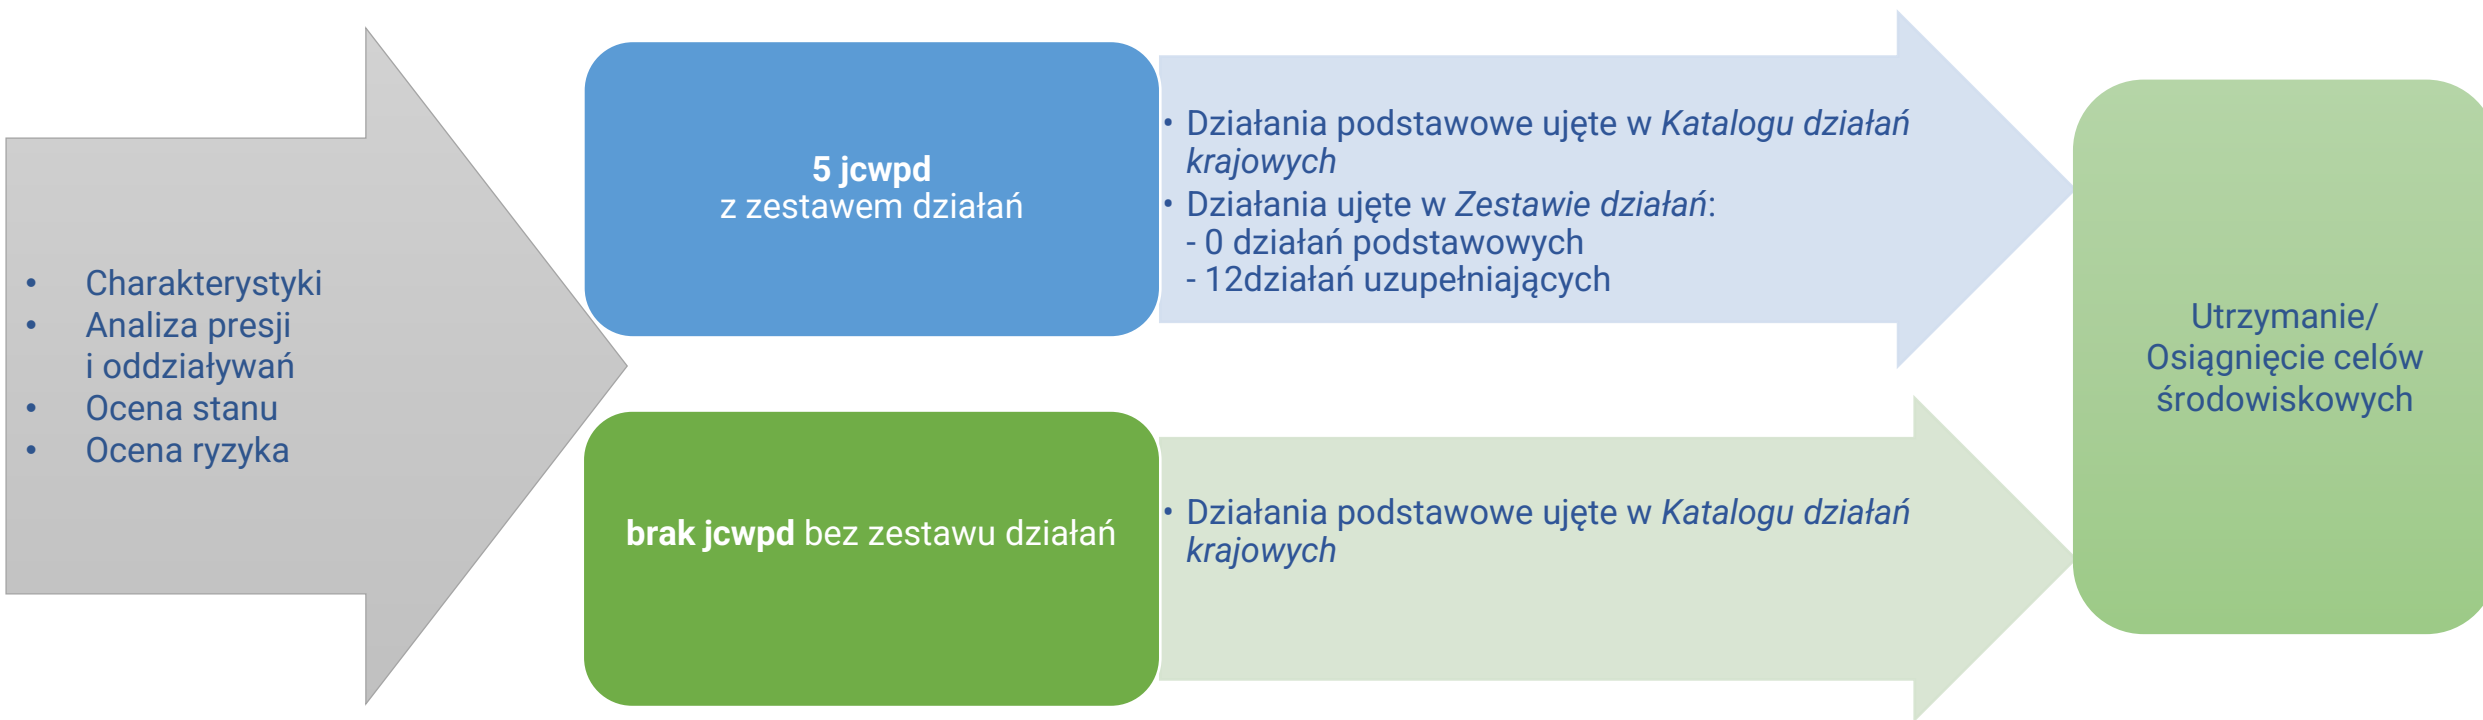 • Charakterystyki
• Analiza presji
i oddziaływań
• Ocena stanu
• Ocena ryzyka
5 jcwpd
z zestawem działań
• Działania podstawowe ujęte w Katalogu działań
krajowych
• Działania ujęte w Zestawie działań:
- 0 działań podstawowych
- 12działań uzupełniających
brak jcwpd bez zestawu działań
• Działania podstawowe ujęte w Katalogu działań
krajowych
Utrzymanie/
Osiągnięcie celów
środowiskowych